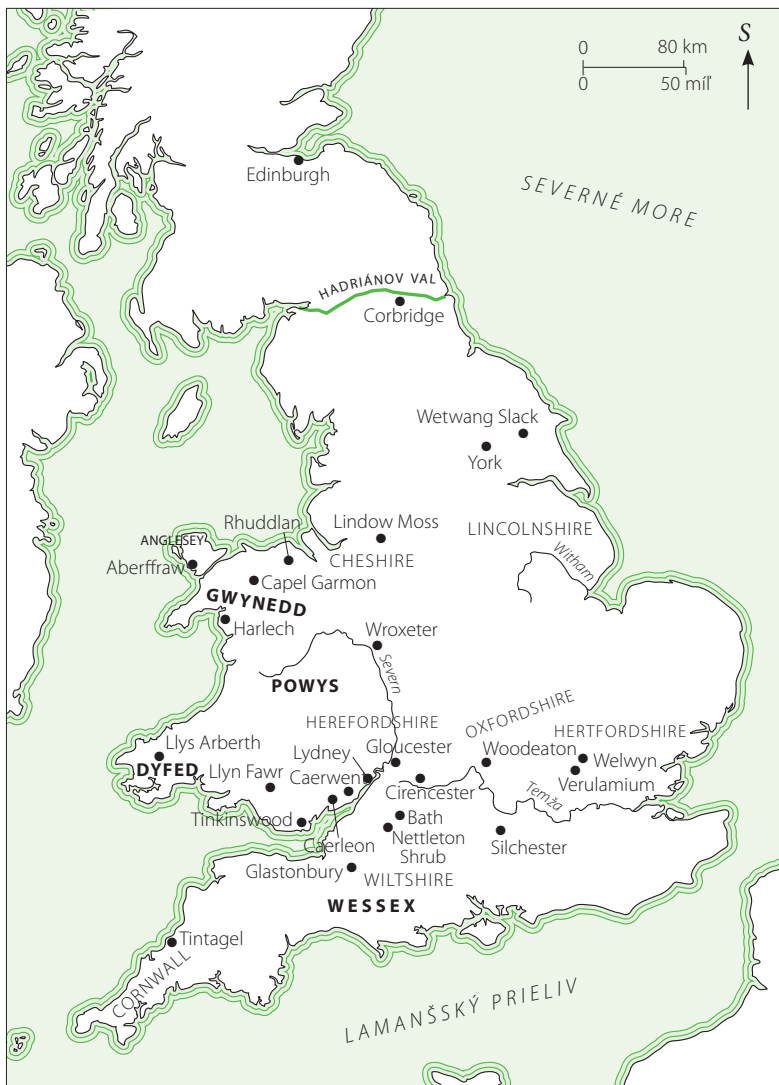 S
0 80 km
0 50 míľ
Edinburgh
SEVERNÉ MORE
HADRIÁNOV VAL
Corbridge
Wetwang Slack
York
Rhuddlan
Lindow Moss
LINCOLNSHIRE
ANGLESEY
Aberffraw
CHESHIRE
Witham
Capel Garmon
GWYNEDD
Harlech
Wroxeter
Severn
POWYS
HEREFORDSHIRE
OXFORDSHIRE
HERTFORDSHIRE
Llys Arberth
Lydney
Gloucester
Woodeaton
Welwyn
DYFED
Llyn Fawr
Caerwent
Cirencester
Verulamium
Temža
Tinkinswood
Bath
Caerleon
Nettleton
Shrub
Silchester
Glastonbury
WILTSHIRE
WESSEX
Tintagel
CORNWALL
LAMANŠSKÝ PRIELIV